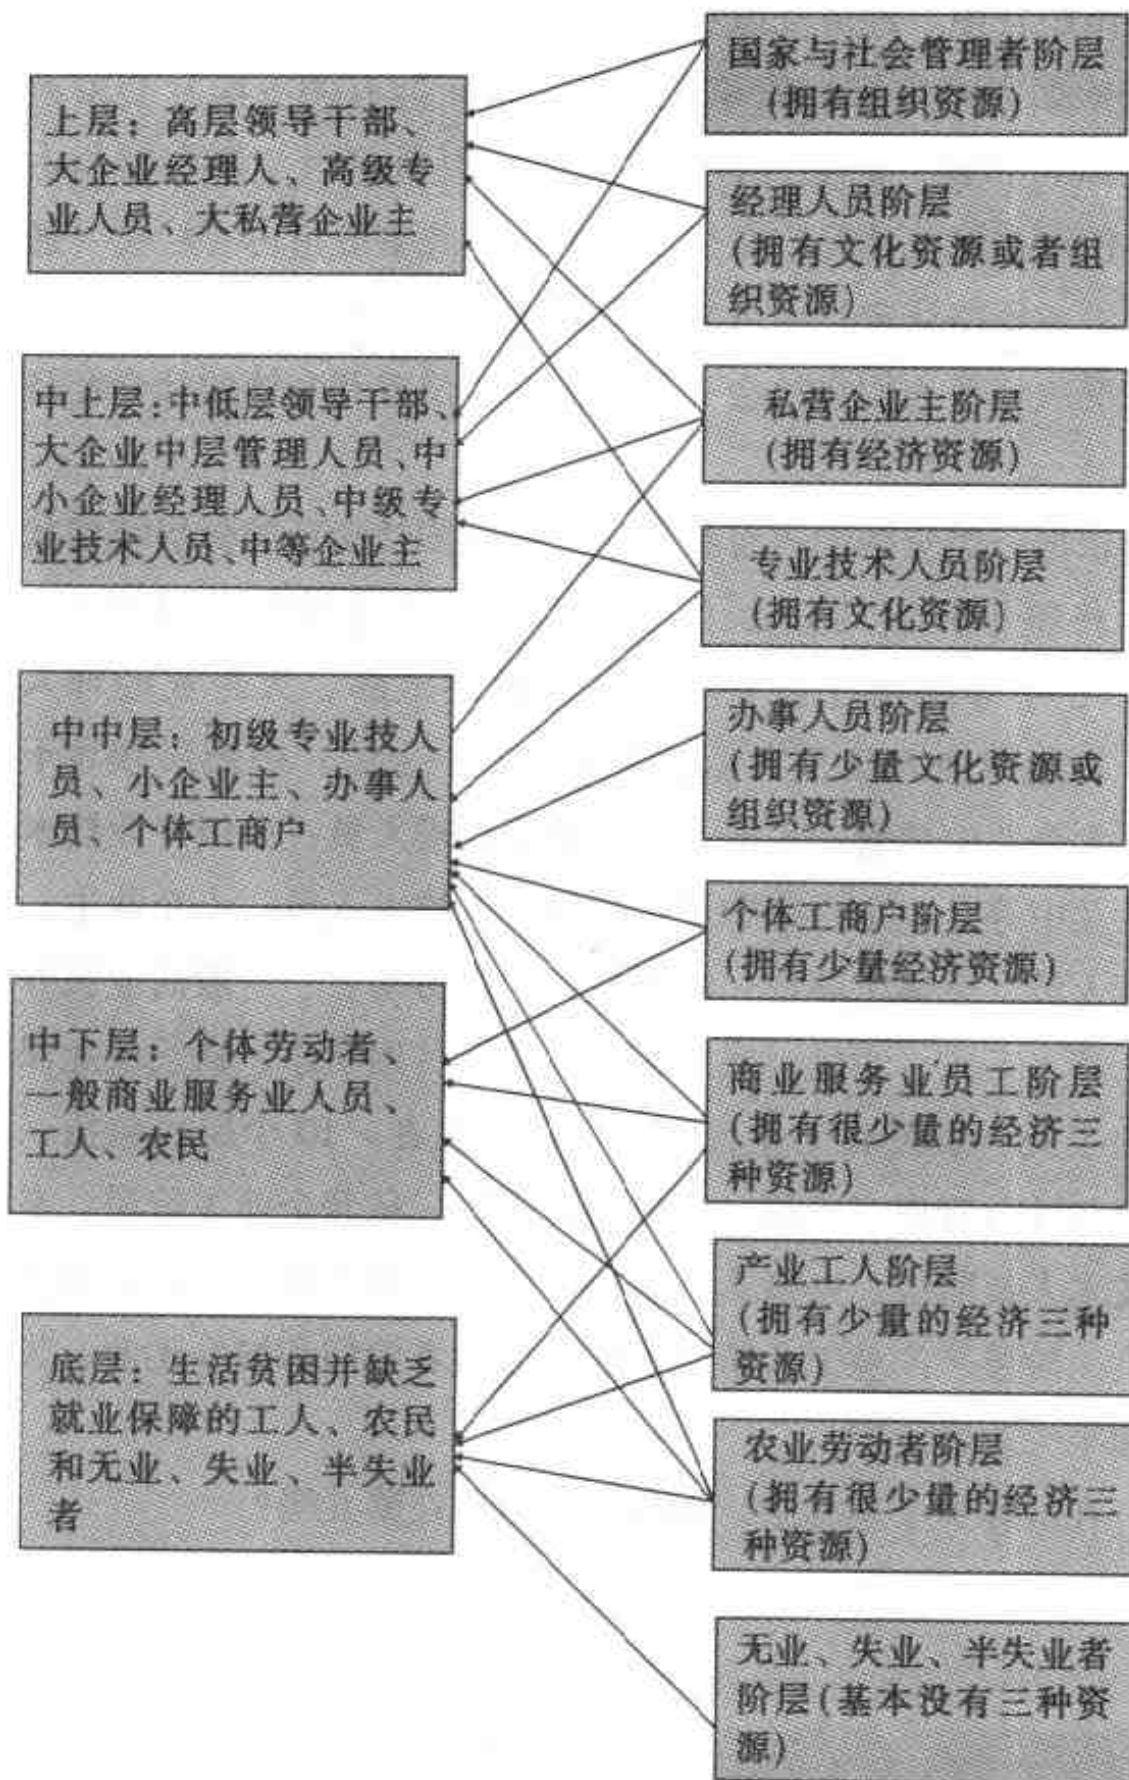 上层：高层领导干部、
大企业经理人、高级专
业人员、大私营企业主
中上层：中低层领导干部、
大企业中层管理人员、中
小企业经理人员、中级专
业技术人员、中等企业主
中中层：初级专业技人
员、小企业主、办事人
员、个体工商户
中下层：个体劳动者、
一般商业服务业人员、
工人、农民
底层：生活贫困并缺乏
就业保障的工人、农民
和无业、失业、半失业
者
国家与社会管理者阶层
（拥有组织资源）
经理人员阶层
（拥有文化资源或者组
织资源）
私营企业主阶层
（拥有经济资源）
专业技术人员阶层
（拥有文化资源）
办事人员阶层
（拥有少量文化资源或
组织资源）
个体工商户阶层
（拥有少量经济资源）
商业服务业员工阶层
（拥有很少量的经济三
种资源）
产业工人阶层
（拥有少量的经济三种
资源）
农业劳动者阶层
（拥有很少量的经济三
种资源）
无业、失业、半失业者
阶层（基本没有三种资
源）